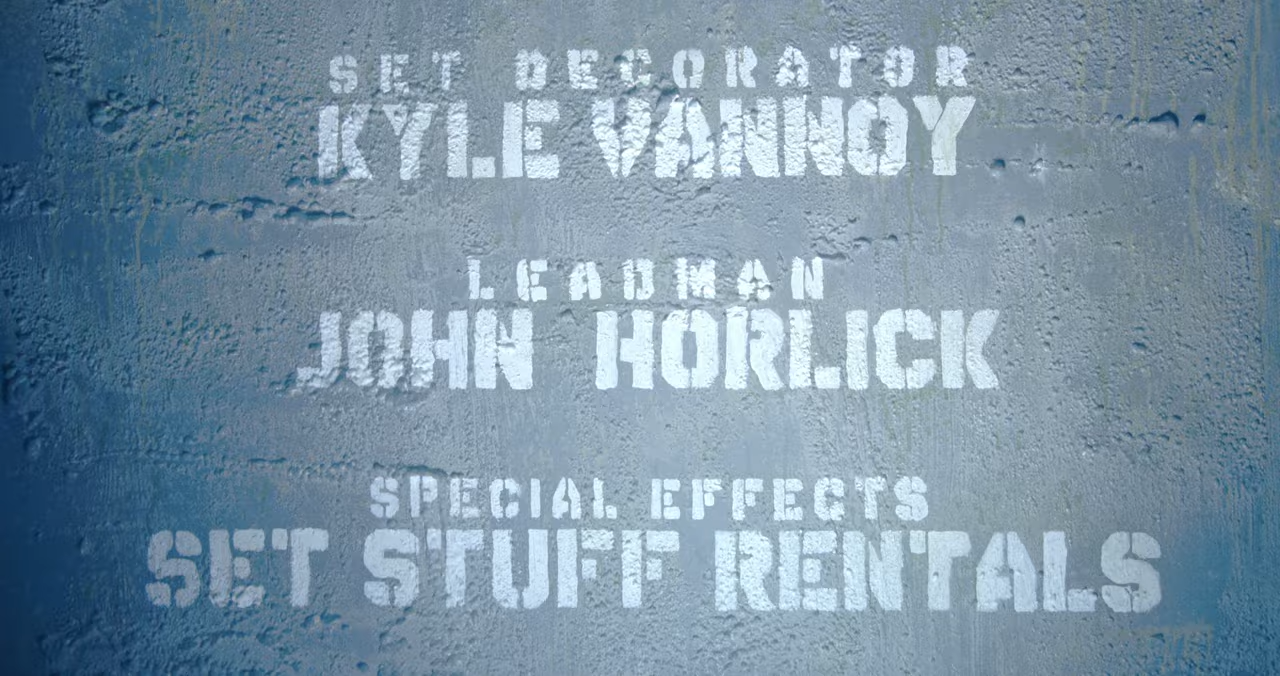 SET DECORATOR
KYLE VANNOY
LEADMAN
JOHN HORLICK
SPECIAL EFFECTS
SET STUFF RENTALS